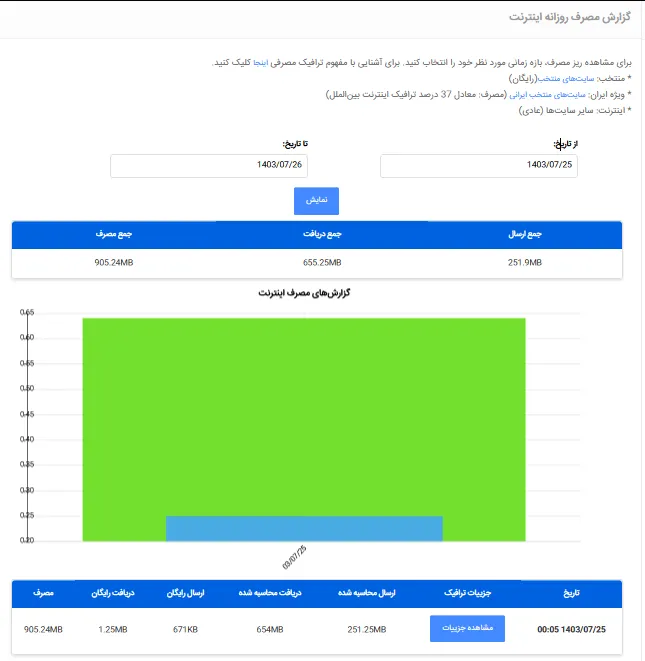 گزارش مصرف روزانه اینترنت
برای مشاهده ریز مصرف، بازه زمانی مورد نظر خود را انتخاب کنید. برای آشنایی با مفهوم ترافیک مصرفی اینجا کلیک کنید.
* منتخب: سایت‌های منتخب(رایگان)
* ویژه ایران: سایت‌های منتخب ایرانی (مصرف: معادل 37 درصد ترافیک اینترنت بین‌الملل)
* اینترنت: سایر سایت‌ها (عادی)
از تاریخ: تا تاریخ:
1403/07/25 1403/07/26
نمایش
جمع ارسال جمع دریافت جمع مصرف
251.9MB 655.25MB 905.24MB
گزارش‌های مصرف اینترنت
0.65
0.60
0.55
0.50
0.45
0.40
0.35
0.30
0.25
0.20
03/07/25
تاریخ جزییات ترافیک ارسال محاسبه شده دریافت محاسبه شده ارسال رایگان دریافت رایگان مصرف
00:05 1403/07/25 مشاهده جزییات 251.25MB 654MB 671KB 1.25MB 905.24MB